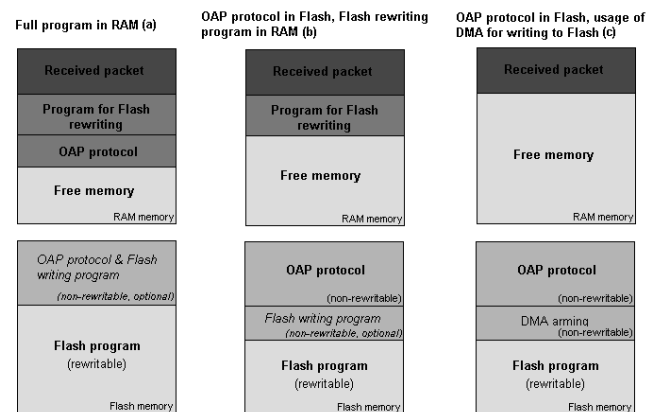 Full program in RAM (a)
Received packet
Program for Flash
rewriting
OAP protocol
Free memory
RAM memory
OAP protocol & Flash
writing program
(non-rewritable, optional)
Flash program
(rewritable)
Flash memory
OAP protocol in Flash, Flash rewriting
program in RAM (b)
Received packet
Program for Flash
rewriting
Free memory
RAM memory
OAP protocol
(non-rewritable)
Flash writing program
(non-rewritable, optional)
Flash program
(rewritable)
Flash memory
OAP protocol in Flash, usage of
DMA for writing to Flash (c)
Received packet
Free memory
RAM memory
OAP protocol
(non-rewritable)
DMA arming
(non-rewritable)
Flash program
(rewritable)
Flash memory